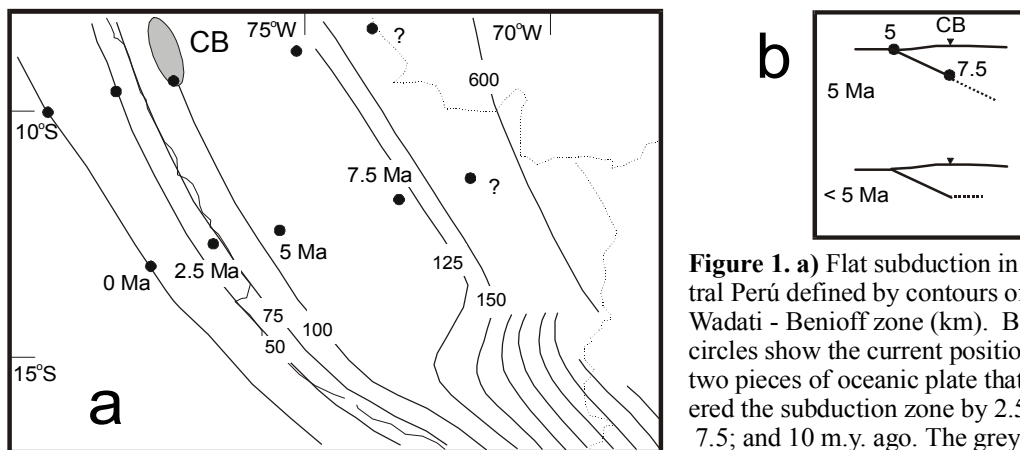 75°W
70°W
CB
?
600
10°S
7.5 Ma
?
5 Ma
2.5 Ma
0 Ma
125
150
75
100
50
15°S
a
b
5
CB
7.5
5 Ma
< 5 Ma
Figure 1. a) Flat subduction in
tral Perú defined by contours o
Wadati - Benioff zone (km). B
circles show the current positio
two pieces of oceanic plate that
ered the subduction zone by 2.5
7.5; and 10 m.y. ago. The grey